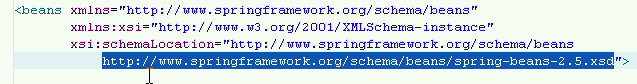 <beans xmlns="http://www.springframework.org/schema/beans"
xmlns:xsi="http://www.w3.org/2001/XMLSchema-instance"
xsi:schemaLocation="http://www.springframework.org/schema/beans
http://www.springframework.org/schema/beans/spring-beans-2.5.xsd">